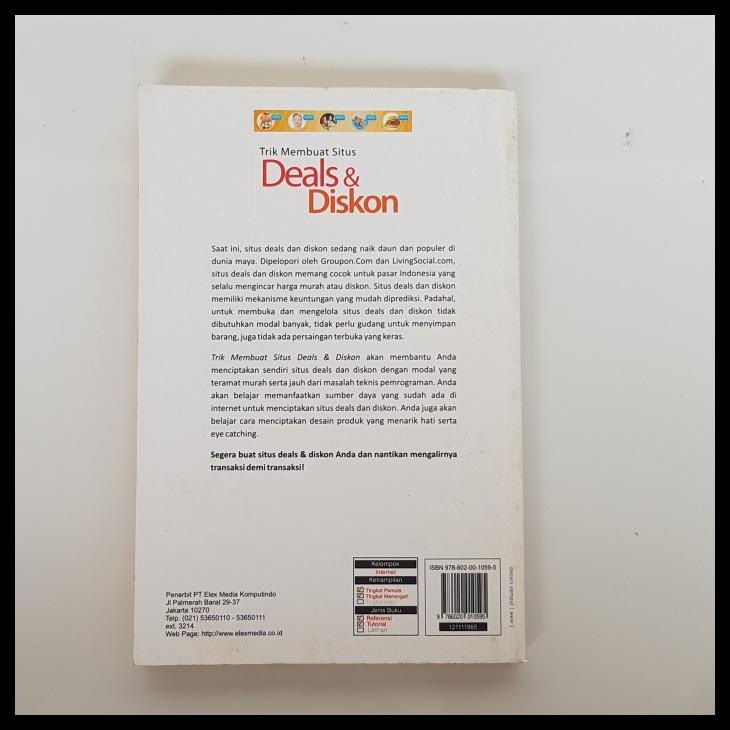 Trik Membuat Situs
Deals &
Diskon
Saat ini, situs deals dan diskon sedang naik daun dan populer di
dunia maya. Dipelopori oleh Groupon.Com dan LivingSocial.com,
situs deals dan diskon memang cocok untuk pasar Indonesia yang
selalu mengincar harga murah atau diskon. Situs deals dan diskon
memiliki mekanisme keuntungan yang mudah diprediksi. Padahal,
untuk membuka dan mengelola situs deals dan diskon tidak
dibutuhkan modal banyak, tidak perlu gudang untuk menyimpan
barang, juga tidak ada persaingan terbuka yang keras.
Trik Membuat Situs Deals & Diskon akan membantu Anda
menciptakan sendiri situs deals dan diskon dengan modal yang
teramat murah serta jauh dari masalah teknis pemrograman. Anda
akan belajar memanfaatkan sumber daya yang sudah ada di
internet untuk menciptakan situs deals dan diskon. Anda juga akan
belajar cara menciptakan desain produk yang menarik hati serta
eye catching.
Segera buat situs deals & diskon Anda dan nantikan mengalirnya
transaksi demi transaksi!
Penerbit PT Elex Media Komputindo
Jl Palmerah Barat 29-37
Jakarta 10270
Telp. (021) 53650110 - 53650111
ext. 3214
Web Page: http://www.elexmedia.co.id
Kelompok
Internet
Keterampilan
Tingkat Pemula
Tingkat Menengah
Jenis Buku
Referensi
Tutorial
Latihan
ISBN 978-602-00-1059-5
9 786020 010595
121111965
desain sampul |